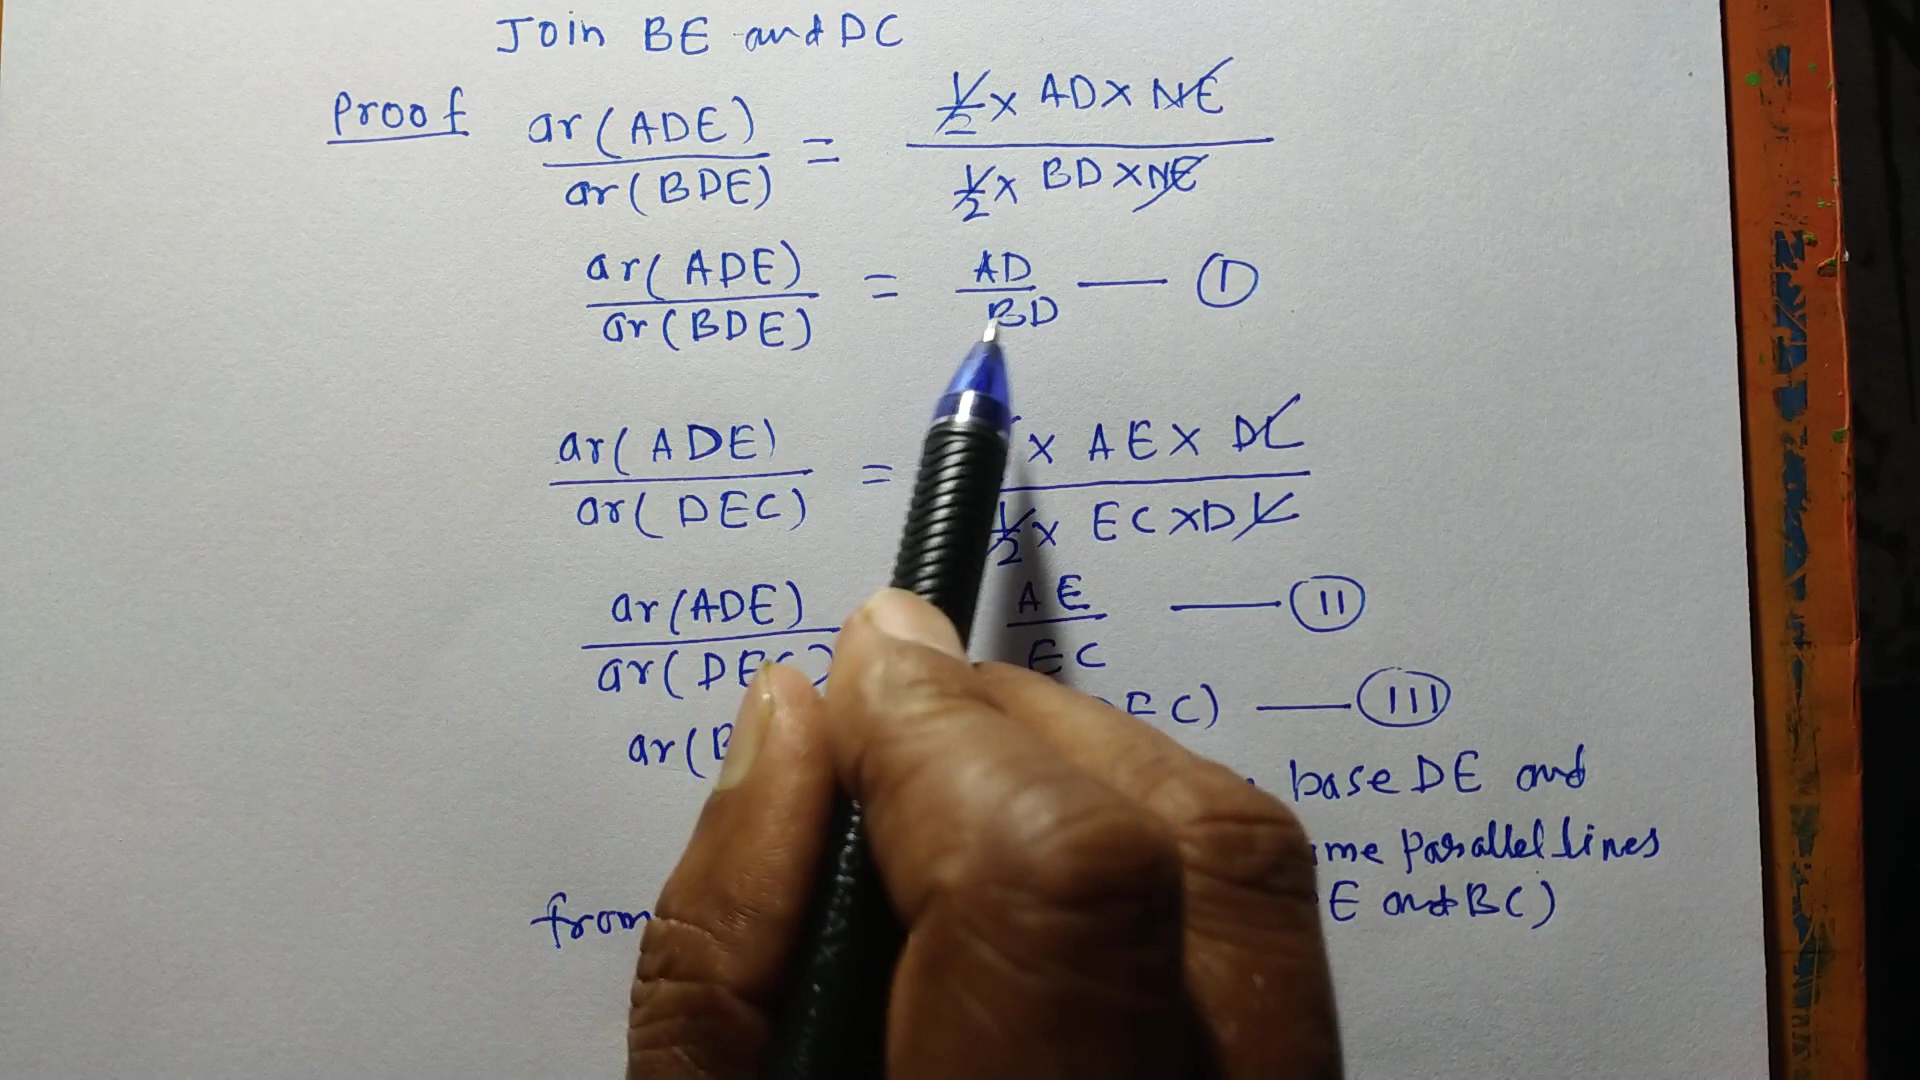 Join BE and DC
Proof ar(ADE)/ar(BDE) = 1/2 × AD × NE / 1/2 × BD × NE
ar(ADE)/ar(BDE) = AD/BD — I
ar(ADE)/ar(DEC) = × AE × DC / 1/2 × EC × D
ar(ADE)/ar(DEC) AE/EC — II
ar(B EC) — III
base DE and
me parallel lines
E and BC)
from